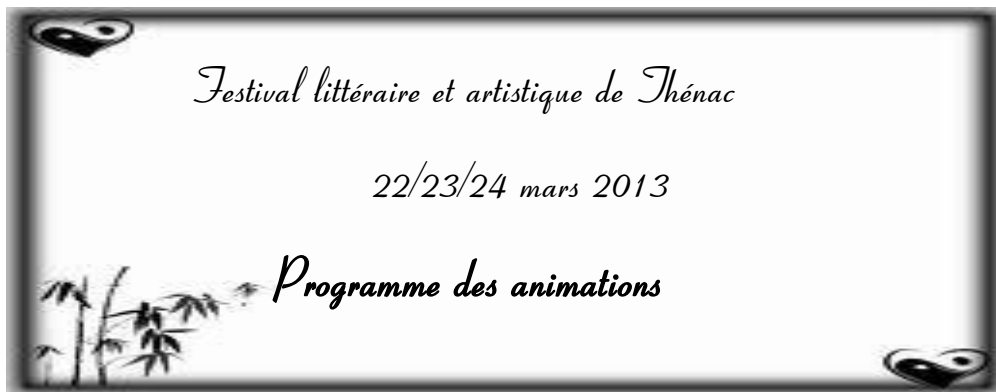 Festival littéraire et artistique de Thénac
22/23/24 mars 2013
Programme des animations